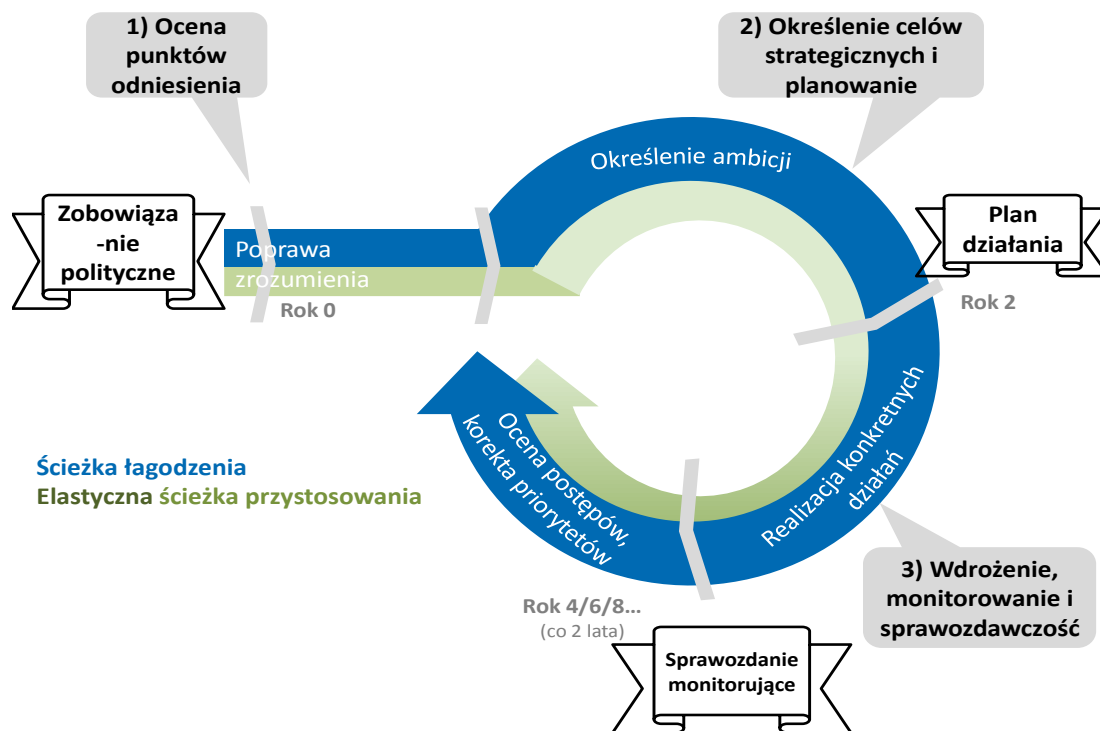 1) Ocena
punktów
odniesienia
2) Określenie celów
strategicznych i
planowanie
Określenie ambicji
Zobowiąza
-nie
polityczne
Plan
działania
Poprawa
zrozumienia
Rok 0
Rok 2
Ocena postępów,
korekta priorytetów
Realizacja konkretnych
działań
Ścieżka łagodzenia
Elastyczna ścieżka przystosowania
3) Wdrożenie,
monitorowanie i
sprawozdawczość
Rok 4/6/8...
(co 2 lata)
Sprawozdanie
monitorujące